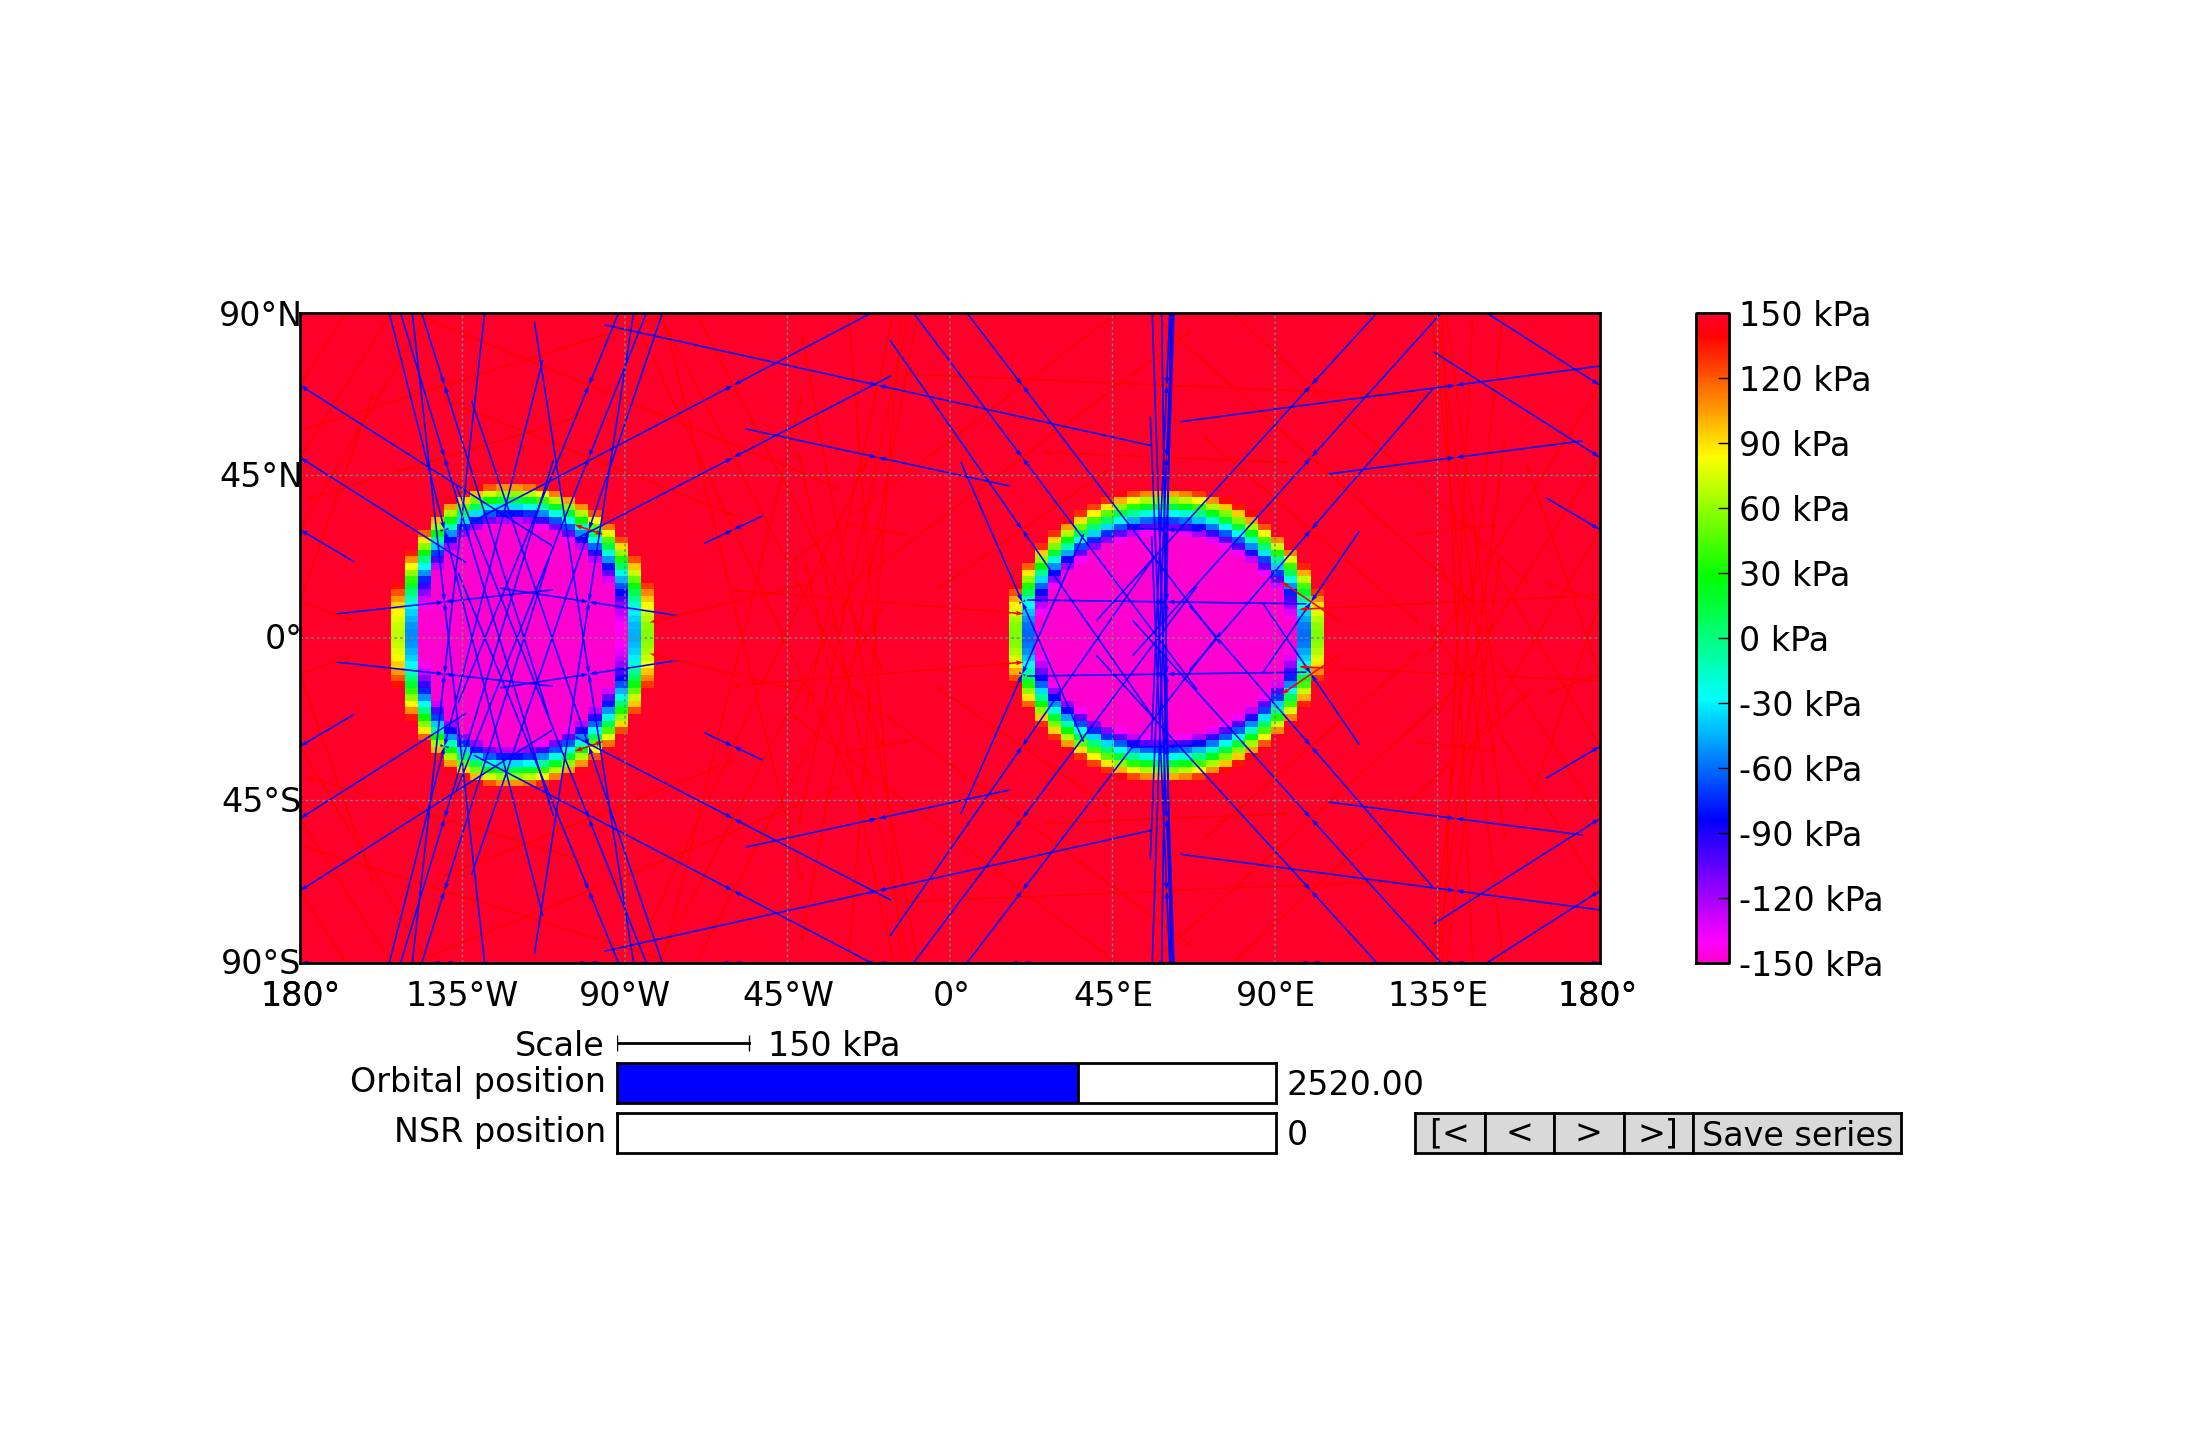 90°N
45°N
0°
45°S
90°S
180° 135°W 90°W 45°W 0° 45°E 90°E 135°E 180°
150 kPa
120 kPa
90 kPa
60 kPa
30 kPa
0 kPa
-30 kPa
-60 kPa
-90 kPa
-120 kPa
-150 kPa
Scale 150 kPa
Orbital position 2520.00
NSR position 0 [< < > >] Save series